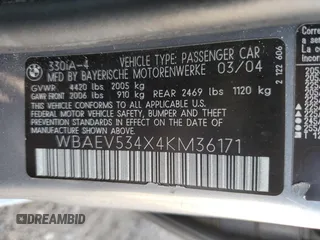 330iA-4 VEHICLE TYPE: PASSENGER CAR
MFD BY BAYERISCHE MOTORENWERKE 03/04
GVWR 4420 lbs 2005 KG
GAWR FRONT 2006 lbs 910 kg GAWR REAR 2469 lbs 1120 kg
THIS VEHICLE CONFORMS TO ALL APPLICABLE U.S.
FEDERAL MOTOR VEHICLE SAFETY, BUMPER AND
THEFT PREVENTION STANDARDS IN EFFECT ON THE
DATE OF MANUFACTURE SHOWN ABOVE.
WBAEV534X4KM36171
2 122 606
© DREAMBID DREAMBID.COM